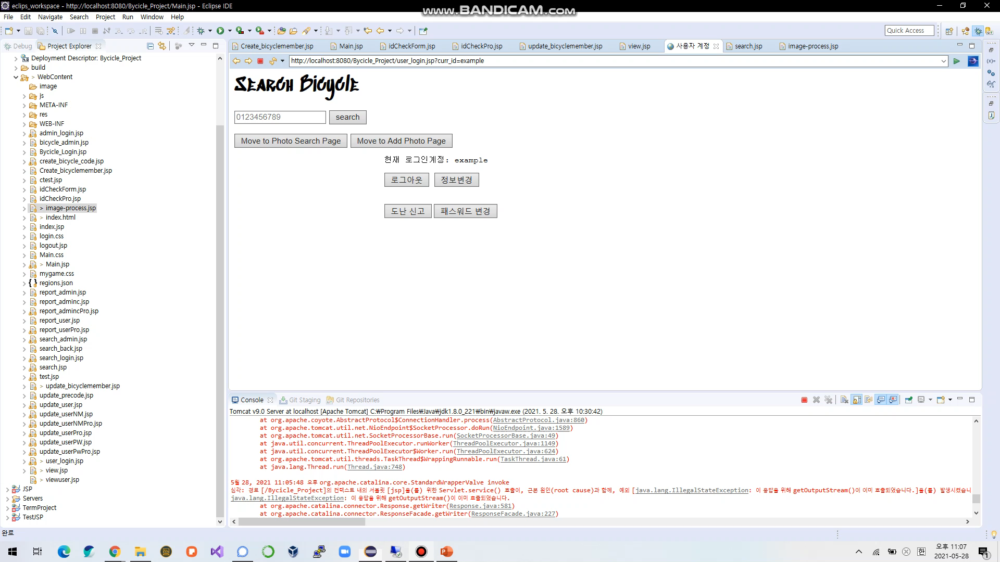 eclips_workspace - http://localhost:8080/Bycicle_Project/Main.jsp - Eclipse IDE
www.BANDICAM.com
File Edit Navigate Search Project Run Window Help
Quick Access
Debug Project Explorer
Deployment Descriptor: Bycicle_Project
build
> WebContent
image
js
META-INF
res
WEB-INF
admin_login.jsp
bicycle_admin.jsp
Bycicle_Login.jsp
create_bicycle_code.jsp
Create_bicyclemember.jsp
ctest.jsp
idCheckForm.jsp
idCheckPro.jsp
> image-process.jsp
> index.html
index.jsp
login.css
logout.jsp
Main.css
> Main.jsp
mygame.css
regions.json
report_admin.jsp
report_adminc.jsp
report_admincPro.jsp
report_user.jsp
report_userPro.jsp
search_admin.jsp
search_back.jsp
search_login.jsp
search.jsp
test.jsp
> update_bicyclemember.jsp
update_precode.jsp
update_user.jsp
update_userNM.jsp
update_userNMPro.jsp
update_userPro.jsp
update_userPW.jsp
update_userPwPro.jsp
> user_login.jsp
> view.jsp
> viewuser.jsp
JSP
Servers
TermProject
TestJSP
Create_bicyclemember.jsp Main.jsp idCheckForm.jsp idCheckPro.jsp update_bicyclemember.jsp view.jsp 사용자 계정 search.jsp image-process.jsp
http://localhost:8080/Bycicle_Project/user_login.jsp?curr_id=example
Search Bicycle
0123456789 search
Move to Photo Search Page Move to Add Photo Page
현재 로그인계정: example
로그아웃 정보변경
도난 신고 패스워드 변경
Console Git Staging Git Repositories
Tomcat v9.0 Server at localhost [Apache Tomcat] C:₩Program Files₩Java₩jdk1.8.0_221₩bin₩javaw.exe (2021. 5. 28. 오후 10:30:42)
at org.apache.coyote.AbstractProtocol$ConnectionHandler.process(AbstractProtocol.java:860)
at org.apache.tomcat.util.net.NioEndpoint$SocketProcessor.doRun(NioEndpoint.java:1589)
at org.apache.tomcat.util.net.SocketProcessorBase.run(SocketProcessorBase.java:49)
at java.util.concurrent.ThreadPoolExecutor.runWorker(ThreadPoolExecutor.java:1149)
at java.util.concurrent.ThreadPoolExecutor$Worker.run(ThreadPoolExecutor.java:624)
at org.apache.tomcat.util.threads.TaskThread$WrappingRunnable.run(TaskThread.java:61)
at java.lang.Thread.run(Thread.java:748)
5월 28, 2021 11:05:48 오후 org.apache.catalina.core.StandardWrapperValve invoke
심각: 경로 [/Bycicle_Project]의 컨텍스트 내의 서블릿 [jsp]을(를) 위한 Servlet.service() 호출이, 근본 원인(root cause)과 함께, 예외 [java.lang.IllegalStateException: 이 응답을 위해 getOutputStream()이 이미 호출되었습니다.]을(를) 발생시켰습니
java.lang.IllegalStateException: 이 응답을 위해 getOutputStream()이 이미 호출되었습니다.
at org.apache.catalina.connector.Response.getWriter(Response.java:581)
at org.apache.catalina.connector.ResponseFacade.getWriter(ResponseFacade.java:227)
완료
오후 11:07
2021-05-28